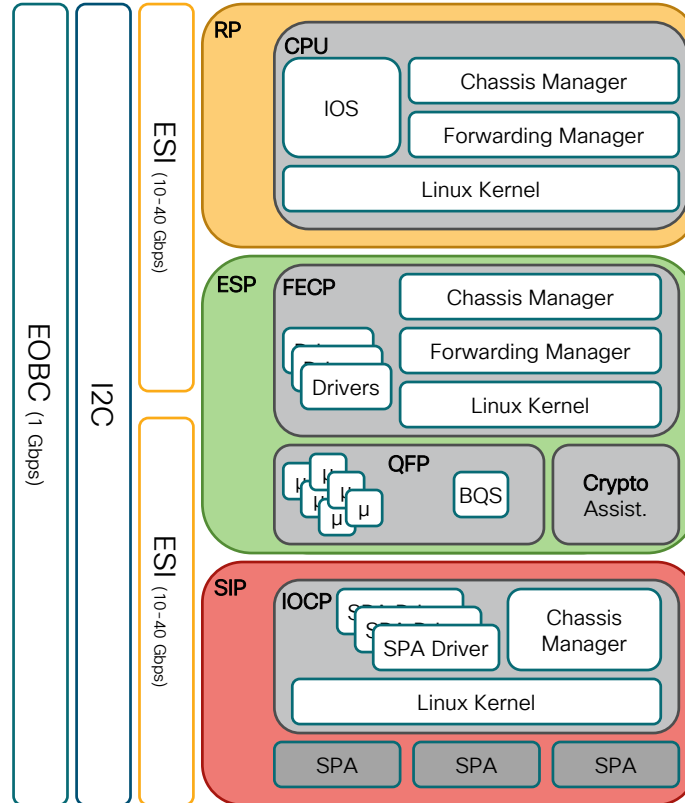 EOBC (1 Gbps)
I2C
ESI (10-40 Gbps)
ESI (10-40 Gbps)
RP
CPU
IOS
Chassis Manager
Forwarding Manager
Linux Kernel
ESP
FECP
Chassis Manager
Forwarding Manager
Drivers
Linux Kernel
QFP
µ
µ
µ
µ
µ
µ
BQS
Crypto
Assist.
SIP
IOCP
SPA Driver
Chassis
Manager
Linux Kernel
SPA
SPA
SPA